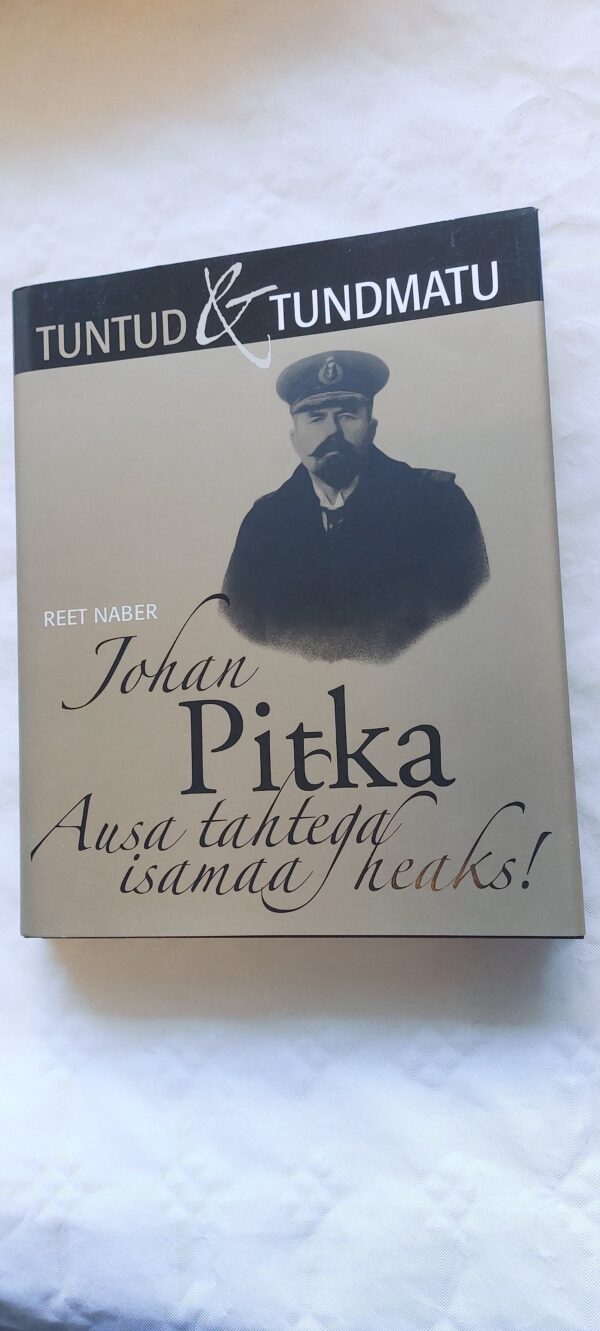 TUNTUD & TUNDMATU
REET NABER
Johan
Pitka
Ausa tahtega
isamaa heaks!